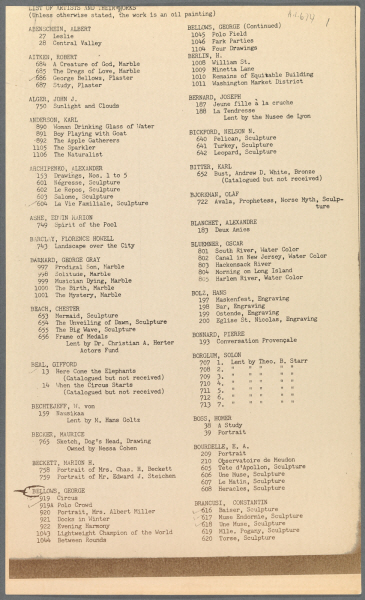 LIST OF ARTISTS AND THEIR WORKS
(Unless otherwise stated, the work is an oil painting)
ABENSCHEIN, ALBERT
27 Leslie
28 Central Valley
AITKEN, ROBERT
684 A Creature of God, Marble
685 The Dregs of Love, Marble
686 George Bellows, Plaster
687 Study, Plaster
ALGER, JOHN J.
750 Sunlight and Clouds
ANDERSON, KARL
890 Woman Drinking Glass of Water
891 Boy Playing with Goat
892 The Apple Gatherers
1105 The Sparkler
1106 The Naturalist
ARCHIPENKO, ALEXANDER
153 Drawings, Nos. 1 to 5
601 Négresse, Sculpture
602 Le Repos, Sculpture
603 Salome, Sculpture
604 La Vie Familiale, Sculpture
ASHE, EDWIN MARION
749 Spirit of the Pool
BARCLAY, FLORENCE HOWELL
743 Landscape over the City
BARNARD, GEORGE GRAY
997 Prodigal Son, Marble
998 Solitude, Marble
999 Musician Dying, Marble
1000 The Birth, Marble
1001 The Mystery, Marble
BEACH, CHESTER
653 Mermaid, Sculpture
654 The Unveiling of Dawn, Sculpture
655 The Big Wave, Sculpture
656 Frame of Medals
Lent by Dr. Christian A. Herter
Actors Fund
BEAL, GIFFORD
13 Here Come the Elephants
(Catalogued but not received)
14 When the Circus Starts
(Catalogued but not received)
BECHTEJEFF, W. von
159 Nausikaa
Lent by H. Hans Goltz
BECKER, MAURICE
765 Sketch, Dog's Head, Drawing
Owned by Hessa Cohen
BECKETT, MARION H.
758 Portrait of Mrs. Chas. R. Beckett
759 Portrait of Mr. Edward J. Steichen
BELLOWS, GEORGE
919 Circus
919A Polo Crowd
920 Portrait, Mrs. Albert Miller
921 Docks in Winter
922 Evening Harmony
1043 Lightweight Champion of the World
1044 Between Rounds
BELLOWS, GEORGE (Continued)
1045 Polo Field
1046 Park Parties
1104 Four Drawings
BERLIN, H.
1008 William St.
1009 Minetta Lane
1010 Remains of Equitable Building
1011 Washington Market District
BERNARD, JOSEPH
187 Jeune fille à la cruche
188 La Tendresse
Lent by the Musee de Lyon
BICKFORD, NELSON N.
640 Pelican, Sculpture
641 Turkey, Sculpture
642 Leopard, Sculpture
BITTER, KARL
652 Bust, Andrew D. White, Bronze
(Catalogued but not received)
BJORKMAN, OLAF
722 Avala, Prophetess, Norse Myth, Sculp-
ture
BLANCHET, ALEXANDRE
183 Deux Amies
BLUEMNER, OSCAR
801 South River, Water Color
802 Canal in New Jersey, Water Color
803 Hackensack River
804 Morning on Long Island
805 Harlem River, Water Color
BOLZ, HANS
197 Maskenfest, Engraving
198 Bar, Engraving
199 Ostende, Engraving
200 Eglise St. Nicolas, Engraving
BONNARD, PIERRE
193 Conversation Provençale
BORGLUM, SOLON
707 1. Lent by Theo. B. Starr
708 2. " " " "
709 3. " " " "
710 4. " " " "
711 5. " " " "
712 6. " " " "
713 7. " " " "
BOSS, HOMER
38 A Study
39 Portrait
BOURDELLE, E. A.
209 Portrait
210 Observatoire de Meudon
605 Tete d'Apollon, Sculpture
606 Une Muse, Sculpture
607 Le Matin, Sculpture
608 Heracles, Sculpture
BRANCUSI, CONSTANTIN
616 Baiser, Sculpture
617 Muse Endormie, Sculpture
618 Une Muse, Sculpture
619 Mlle. Pogany, Sculpture
620 Torse, Sculpture